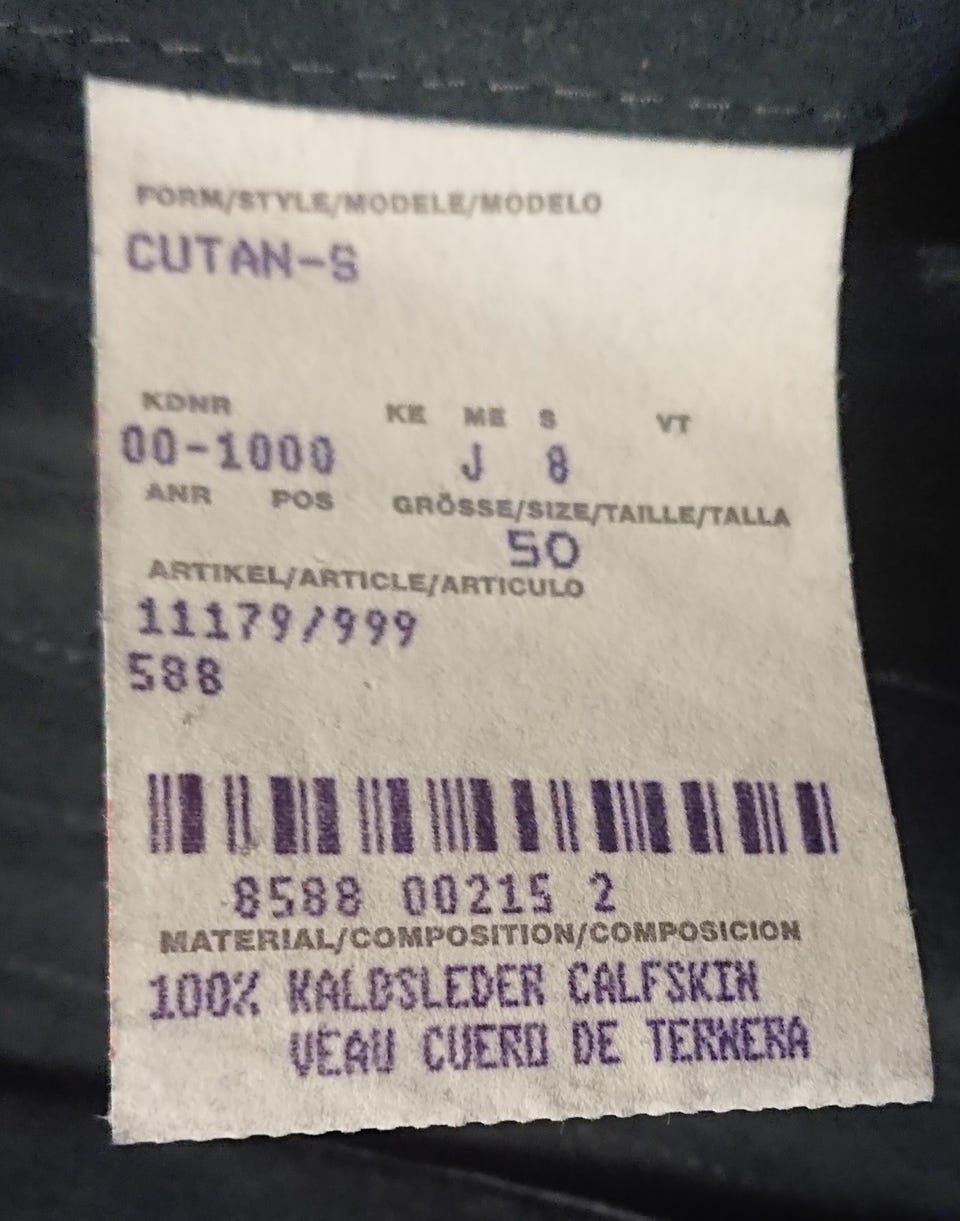 FORM/STYLE/MODELE/MODELO
CUTAN-S
KDNR KE ME S VT
00-1000 J 8
ANR POS GRÖSSE/SIZE/TAILLE/TALLA
50
ARTIKEL/ARTICLE/ARTICULO
11179/999
588
8588 00215 2
MATERIAL/COMPOSITION/COMPOSICION
100% KALBSLEDER CALFSKIN
VEAU CUERO DE TERNERA